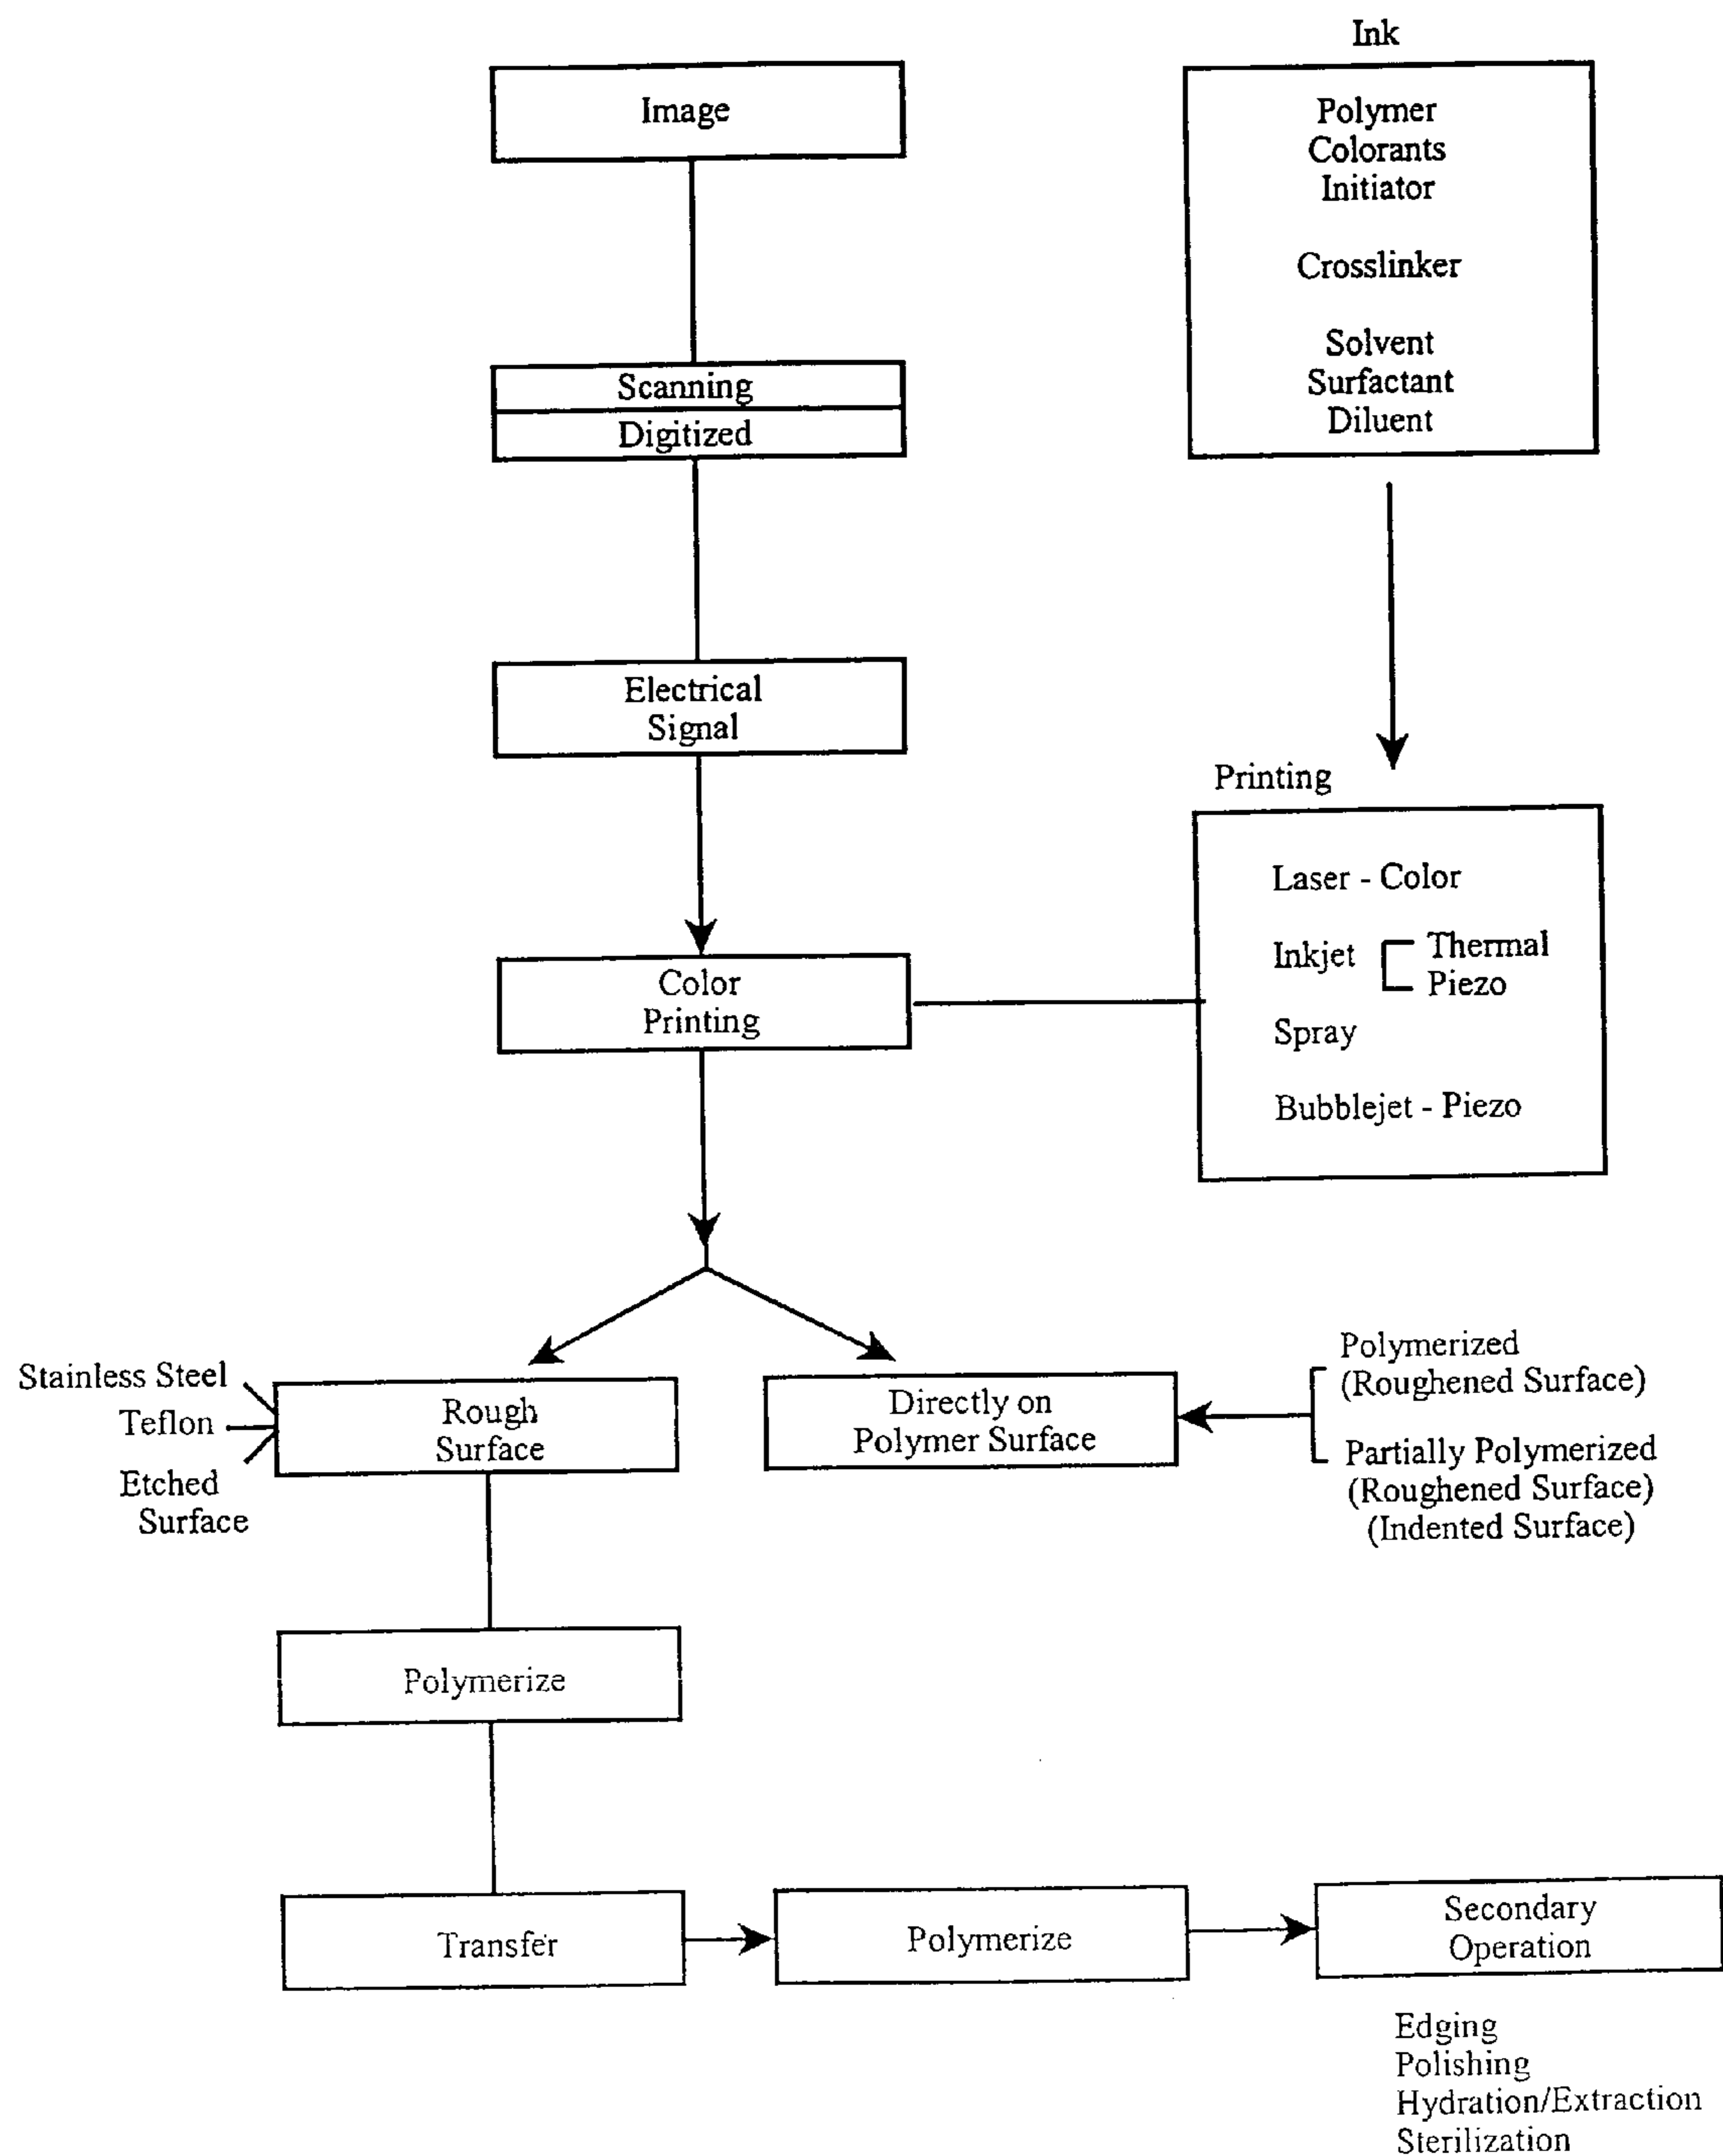 Ink
Image
Polymer
Colorants
Initiator
Crosslinker
Solvent
Surfactant
Diluent
Scanning
Digitized
Electrical
Signal
Printing
Laser - Color
Inkjet
Thermal
Piezo
Spray
Bubblejet - Piezo
Color
Printing
Stainless Steel
Teflon
Etched
Surface
Rough
Surface
Directly on
Polymer Surface
Polymerized
(Roughened Surface)
Partially Polymerized
(Roughened Surface)
(Indented Surface)
Polymerize
Transfer
Polymerize
Secondary
Operation
Edging
Polishing
Hydration/Extraction
Sterilization